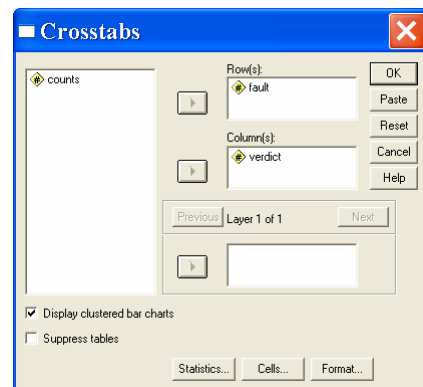 Crosstabs
counts
Row(s):
fault
Column(s):
verdict
OK
Paste
Reset
Cancel
Help
Previous Layer 1 of 1 Next
Display clustered bar charts
Suppress tables
Statistics... Cells... Format...